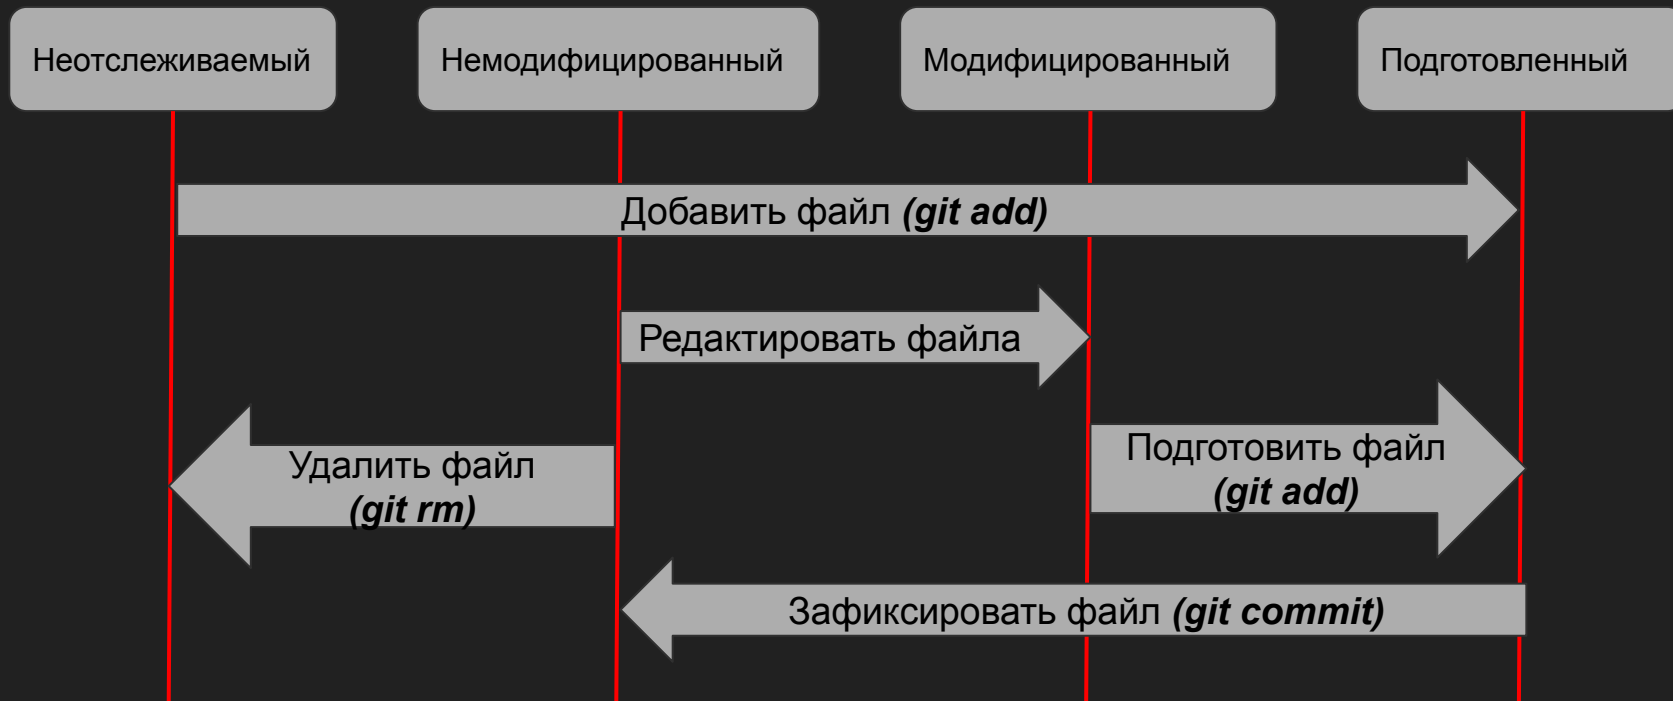 Неотслеживаемый
Немодифицированный
Модифицированный
Подготовленный
Добавить файл (git add)
Редактировать файла
Удалить файл
(git rm)
Подготовить файл
(git add)
Зафиксировать файл (git commit)